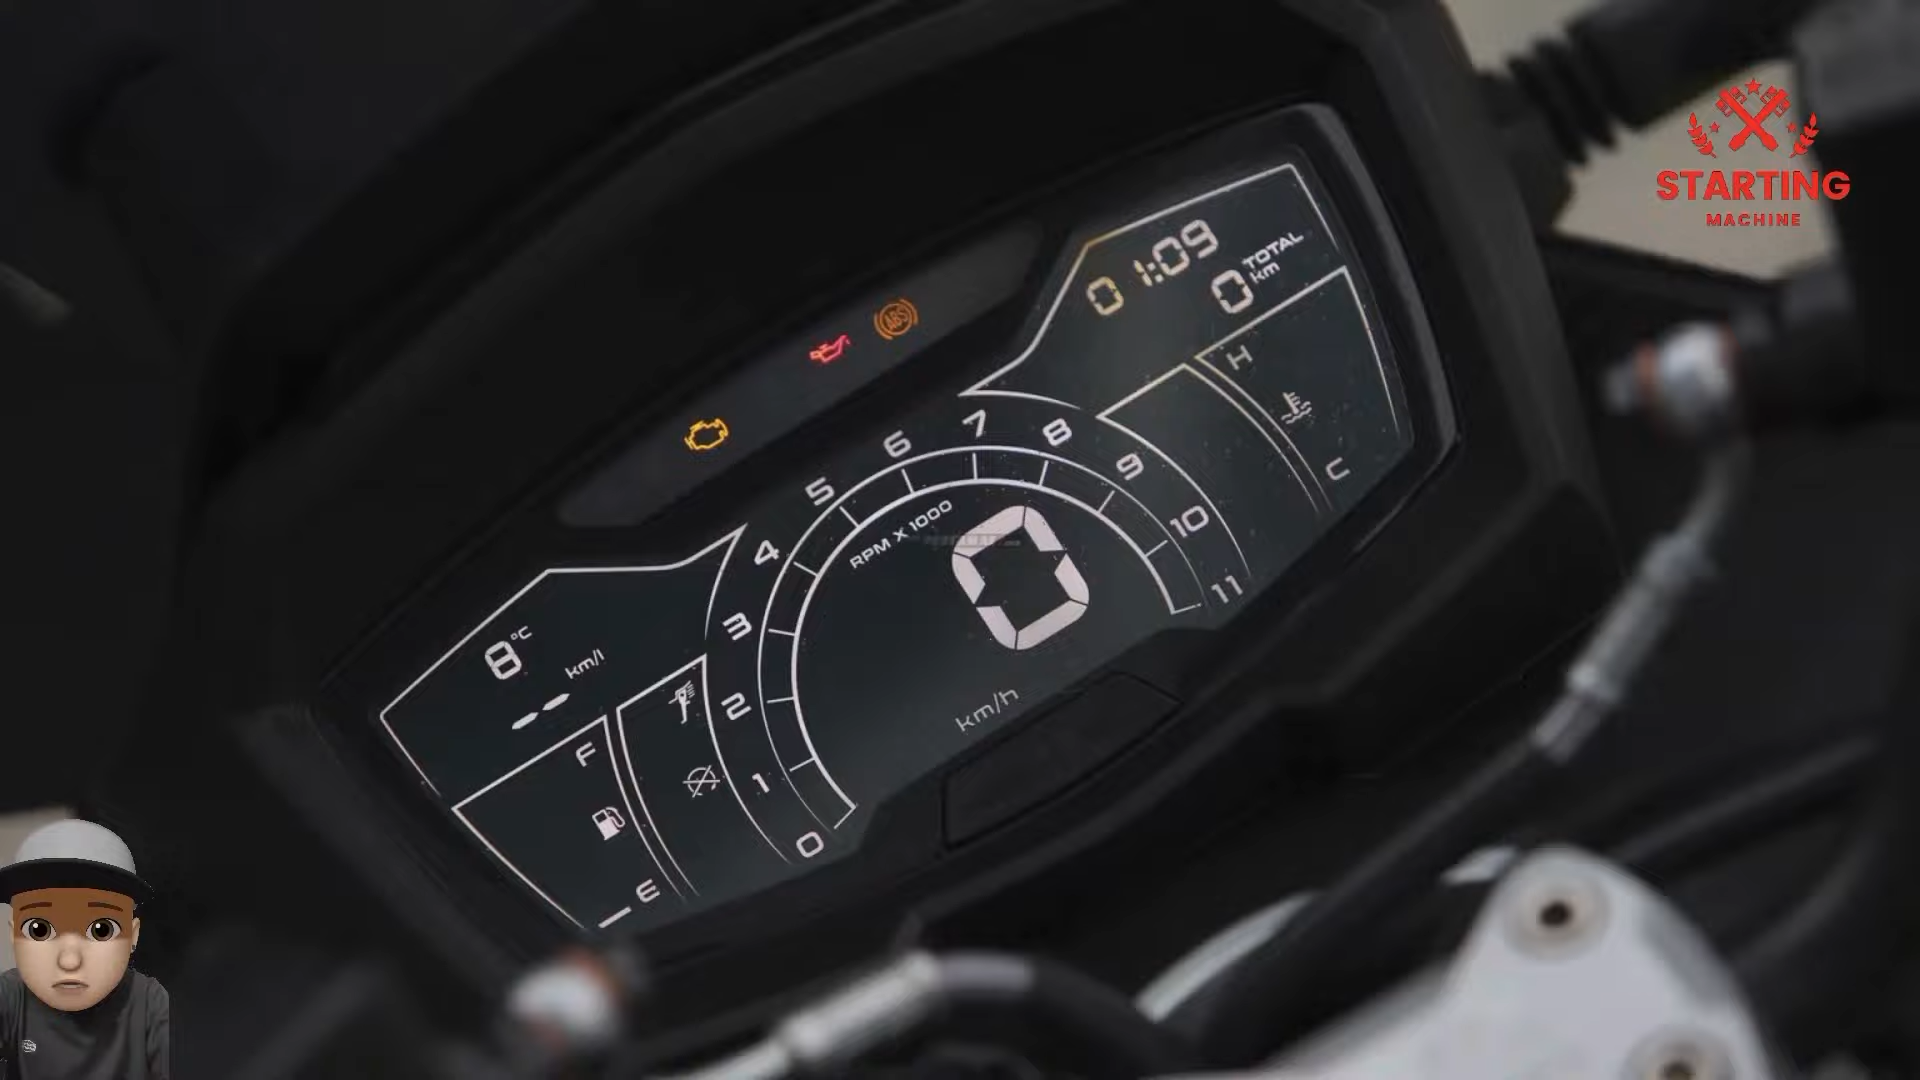 STARTING
MACHINE
01:09
0 TOTAL km
ABS
H
C
8 °C
-- km/l
F
E
0 1 2 3 4 5 6 7 8 9 10 11
RPM X 1000
0
km/h